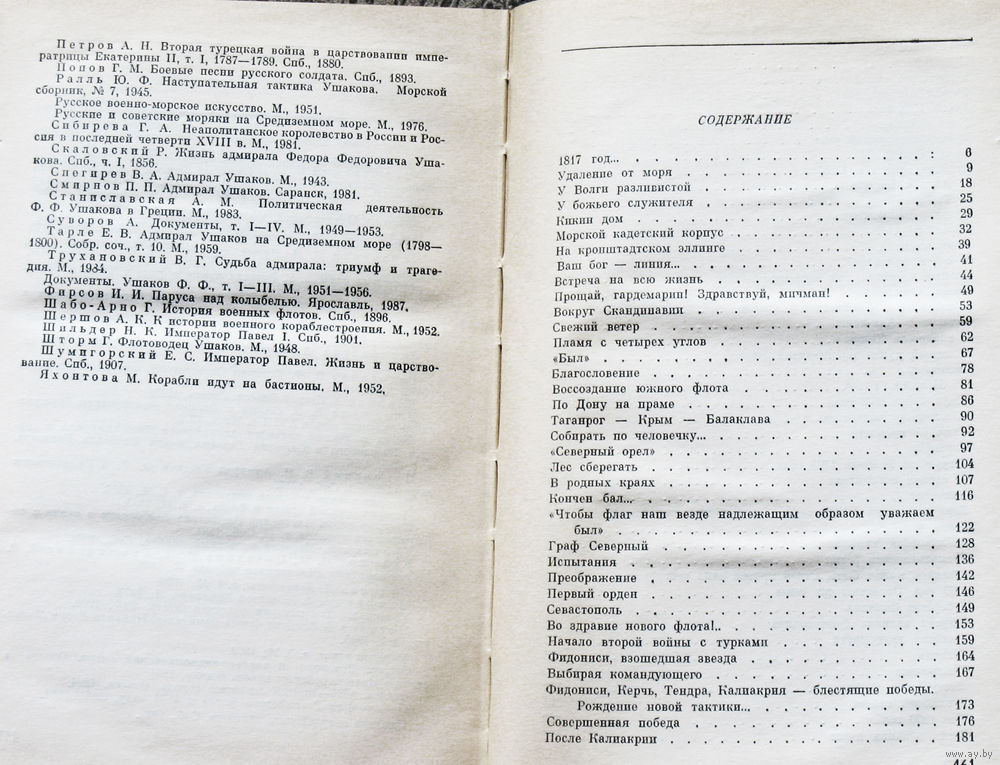 Петров А. Н. Вторая турецкая война в царствовании импе-
ратрицы Екатерины II, т. I, 1787—1789. Спб., 1880.
Попов Г. М. Боевые песни русского солдата. Спб., 1893.
Ралль Ю. Ф. Наступательная тактика Ушакова. Морской
сборник, № 7, 1945.
Русское военно-морское искусство. М., 1951.
Русские и советские моряки на Средиземном море. М., 1976.
Сибирева Г. А. Неаполитанское королевство в России и Рос-
сия в последней четверти XVIII в. М., 1981.
Скаловский Р. Жизнь адмирала Федора Федоровича Уша-
кова. Спб., ч. I, 1856.
Снегирев В. А. Адмирал Ушаков. М., 1943.
Смирнов П. П. Адмирал Ушаков. Саранск, 1981.
Станиславская А. М. Политическая деятельность
Ф. Ф. Ушакова в Греции. М., 1983.
Суворов А. Документы, т. I—IV. М., 1949—1953.
Тарле Е. В. Адмирал Ушаков на Средиземном море (1798—
1800). Собр. соч., т. 10. М., 1959.
Трухановский В. Г. Судьба адмирала: триумф и траге-
дия. М., 1984.
Документы. Ушаков Ф. Ф., т. I—III. М., 1951—1956.
Фирсов И. И. Паруса над колыбелью. Ярославль, 1987.
Шабо-Арно Г. История военных флотов. Спб., 1896.
Шершов А. К. К истории военного кораблестроения. М., 1952.
Шильдер Н. К. Император Павел I. Спб., 1901.
Шторм Г. Флотоводец Ушаков. М., 1948.
Шумигорский Е. С. Император Павел. Жизнь и царство-
вание. Спб., 1907.
Яхонтова М. Корабли идут на бастионы. М., 1952.
СОДЕРЖАНИЕ
1817 год... 6
Удаление от моря 9
У Волги разливистой 18
У божьего служителя 25
Кикин дом 29
Морской кадетский корпус 32
На кронштадтском эллинге 39
Ваш бог — линия... 41
Встреча на всю жизнь 44
Прощай, гардемарин! Здравствуй, мичман! 49
Вокруг Скандинавии 53
Свежий ветер 59
Пламя с четырех углов 62
«Был» 67
Благословение 78
Воссоздание южного флота 81
По Дону на праме 86
Таганрог — Крым — Балаклава 90
Собирать по человечку... 92
«Северный орел» 97
Лес сберегать 104
В родных краях 107
Кончен бал... 116
«Чтобы флаг наш везде надлежащим образом уважаем
был» 122
Граф Северный 128
Испытания 136
Преображение 142
Первый орден 146
Севастополь 149
Во здравие нового флота!.. 153
Начало второй войны с турками 159
Фидониси, взошедшая звезда 164
Выбирая командующего 167
Фидониси, Керчь, Тендра, Калиакрия — блестящие победы.
Рождение новой тактики... 173
Совершенная победа 176
После Калиакрии 181
461
www.ay.by